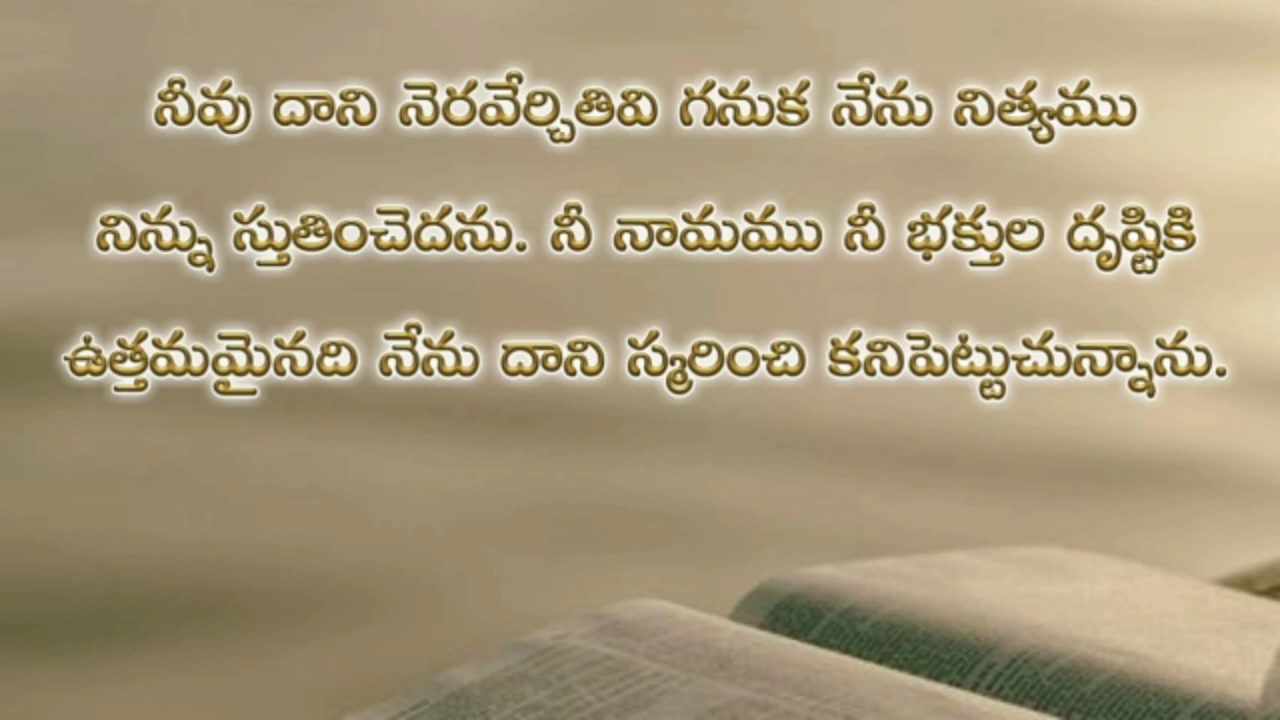 నీవు దాని నెరవేర్చితివి గనుక నేను నిత్యము
నిన్ను స్తుతించెదను. నీ నామము నీ భక్తుల దృష్టికి
ఉత్తమమైనది నేను దాని స్మరించి కనిపెట్టుచున్నాను.